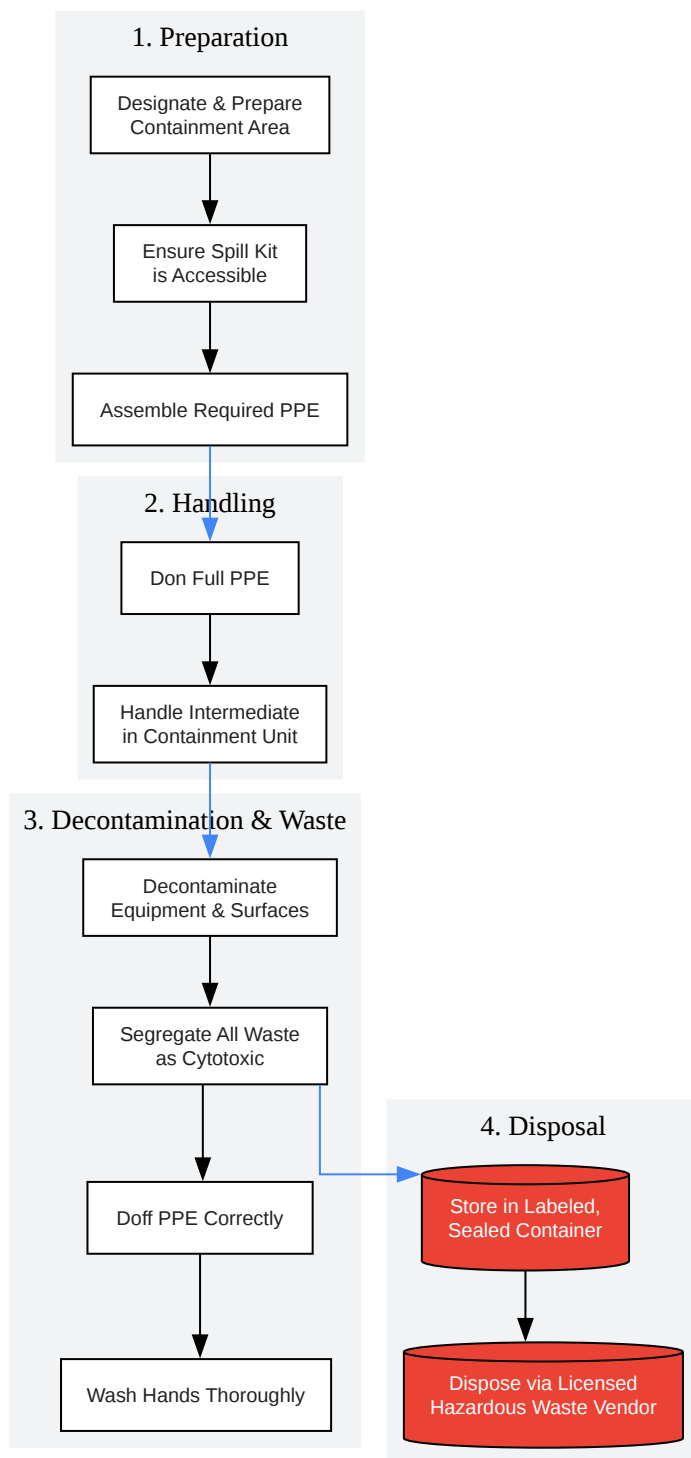 1. Preparation
Designate & Prepare
Containment Area
Ensure Spill Kit
is Accessible
Assemble Required PPE
2. Handling
Don Full PPE
Handle Intermediate
in Containment Unit
3. Decontamination & Waste
Decontaminate
Equipment & Surfaces
Segregate All Waste
as Cytotoxic
Doff PPE Correctly
Wash Hands Thoroughly
4. Disposal
Store in Labeled,
Sealed Container
Dispose via Licensed
Hazardous Waste Vendor